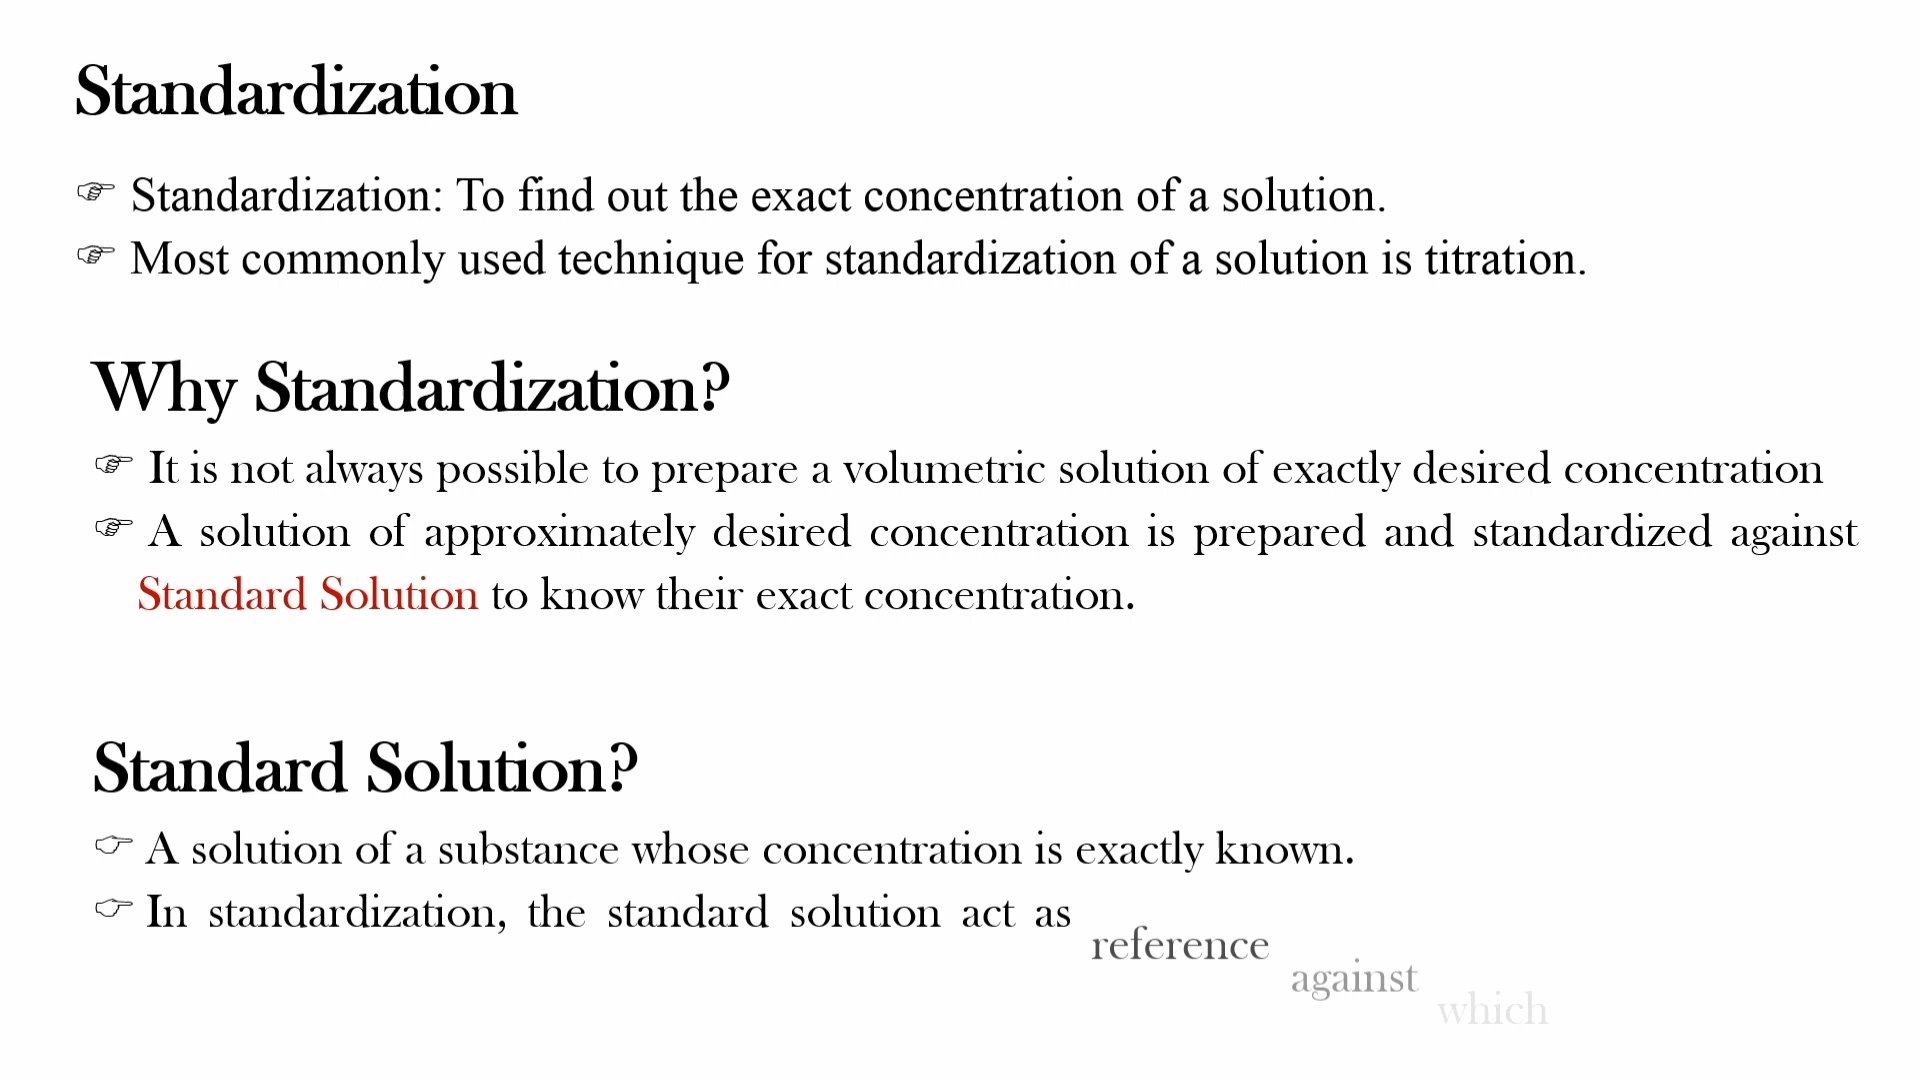 Standardization
Standardization: To find out the exact concentration of a solution.
Most commonly used technique for standardization of a solution is titration.
Why Standardization?
It is not always possible to prepare a volumetric solution of exactly desired concentration
A solution of approximately desired concentration is prepared and standardized against
Standard Solution to know their exact concentration.
Standard Solution?
A solution of a substance whose concentration is exactly known.
In standardization, the standard solution act as reference against which